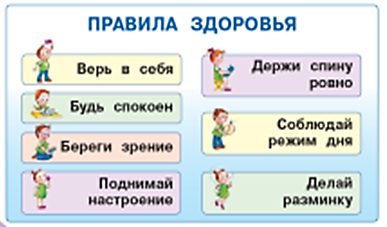 ПРАВИЛА ЗДОРОВЬЯ
Верь в себя
Будь спокоен
Береги зрение
Поднимай
настроение
Держи спину
ровно
Соблюдай
режим дня
Делай
разминку